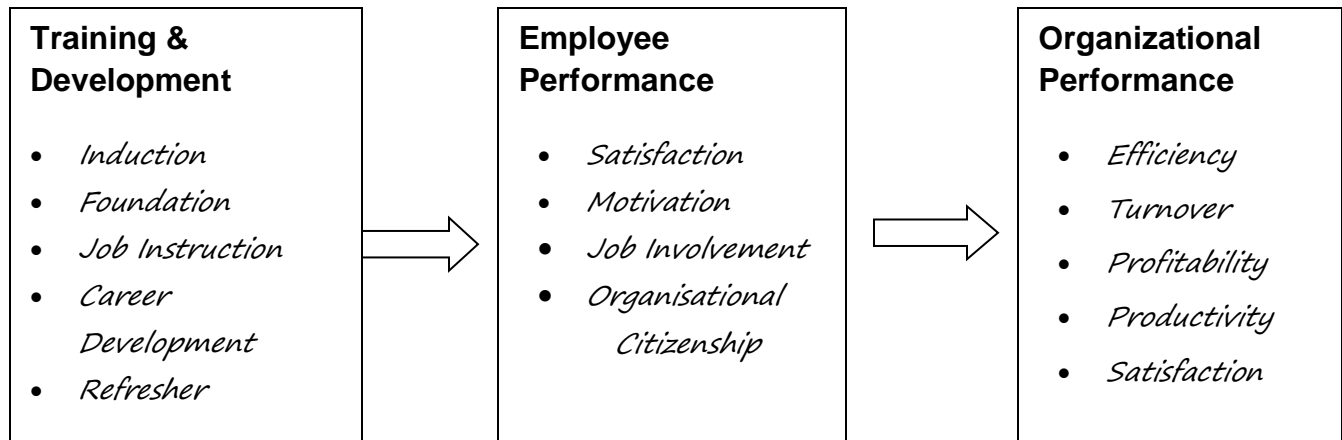 Training &
Development
• Induction
• Foundation
• Job Instruction
• Career
Development
• Refresher
Employee
Performance
• Satisfaction
• Motivation
• Job Involvement
• Organisational
Citizenship
Organizational
Performance
• Efficiency
• Turnover
• Profitability
• Productivity
• Satisfaction